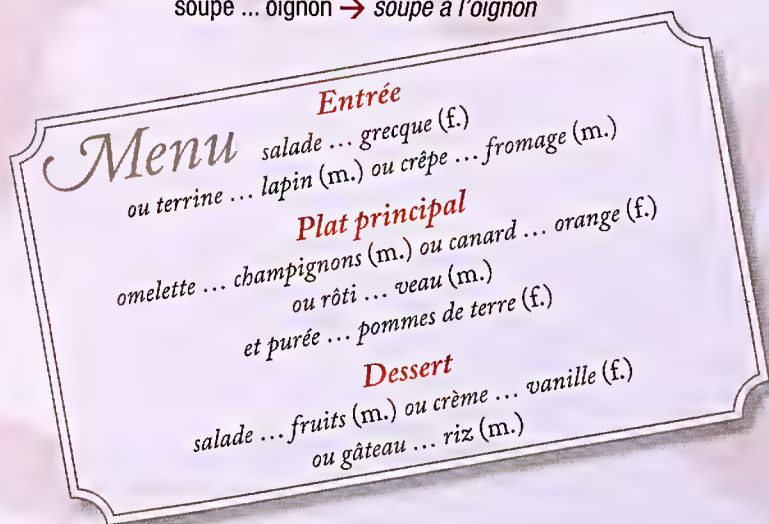 soupe ... oignon → soupe à l'oignon
Menu
Entrée
salade ... grecque (f.)
ou terrine ... lapin (m.) ou crêpe ... fromage (m.)
Plat principal
omelette ... champignons (m.) ou canard ... orange (f.)
ou rôti ... veau (m.)
et purée ... pommes de terre (f.)
Dessert
salade ... fruits (m.) ou crème ... vanille (f.)
ou gâteau ... riz (m.)